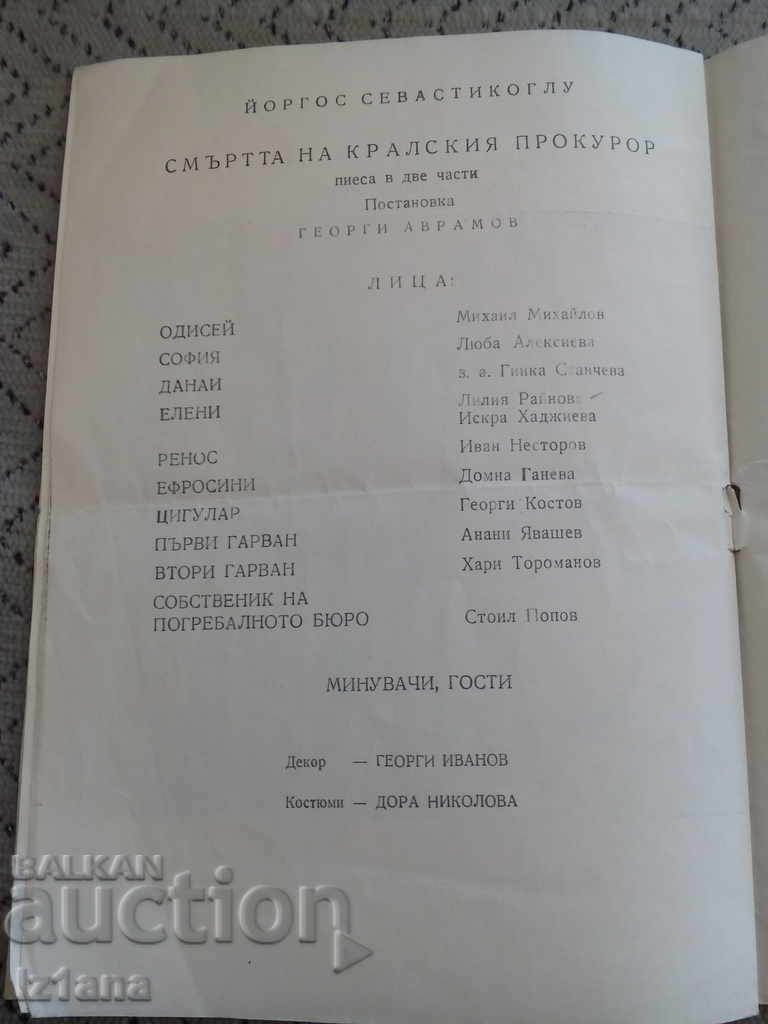 ЙОРГОС СЕВАСТИКОГЛУ
СМЪРТТА НА КРАЛСКИЯ ПРОКУРОР
пиеса в две части
Постановка
ГЕОРГИ АВРАМОВ
ЛИЦА:
ОДИСЕЙ Михаил Михайлов
СОФИЯ Люба Алексиева
ДАНАИ з. а. Гинка Станчева
ЕЛЕНИ Лилия Райнова
Искра Хаджиева
РЕНОС Иван Несторов
ЕФРОСИНИ Домна Ганева
ЦИГУЛАР Георги Костов
ПЪРВИ ГАРВАН Анани Явашев
ВТОРИ ГАРВАН Хари Тороманов
СОБСТВЕНИК НА
ПОГРЕБАЛНОТО БЮРО Стоил Попов
МИНУВАЧИ, ГОСТИ
Декор — ГЕОРГИ ИВАНОВ
Костюми — ДОРА НИКОЛОВА
BALKAN
auction
iz1ana